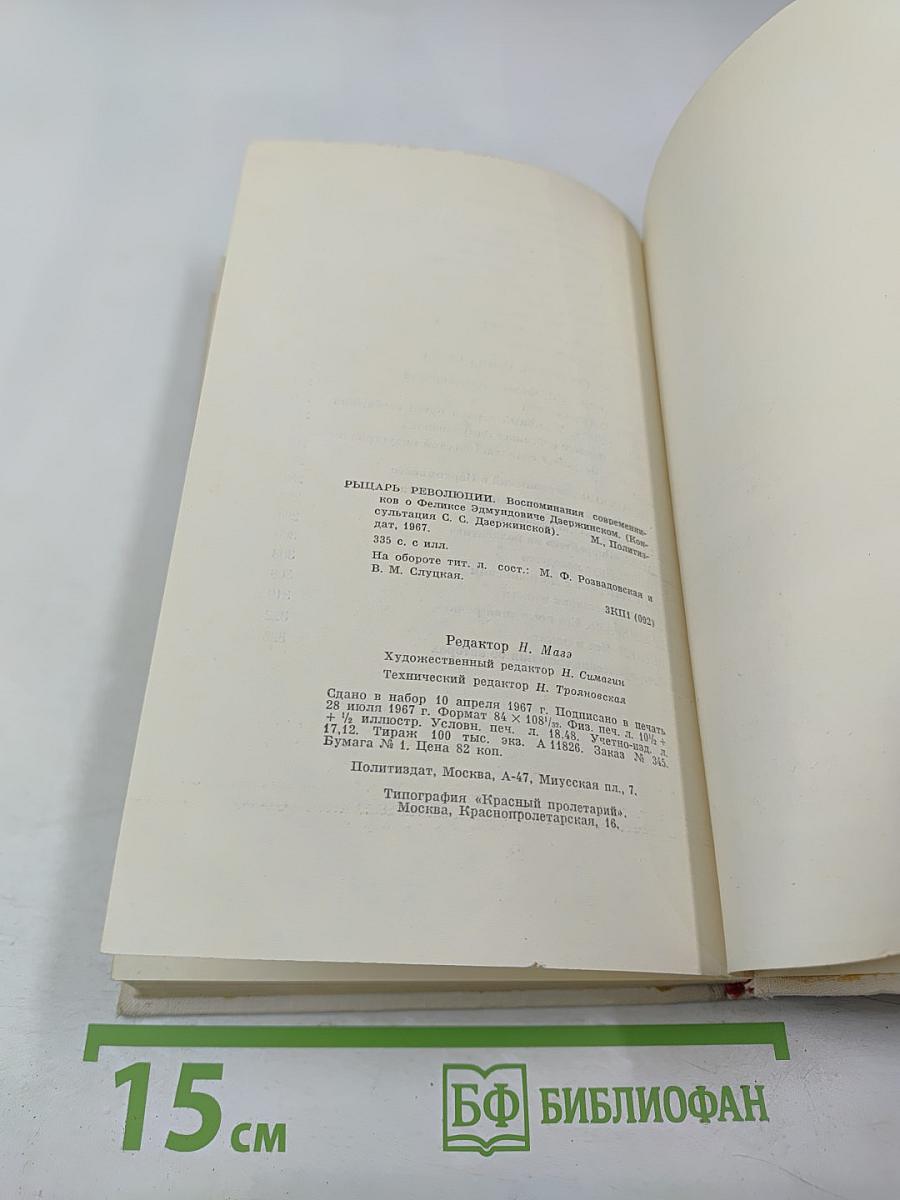 РЫЦАРЬ РЕВОЛЮЦИИ. Воспоминания современни-
ков о Феликсе Эдмундовиче Дзержинском. (Кон-
сультация С. С. Дзержинской). М., Политиз-
дат, 1967.
335 с. с илл.
На обороте тит. л. сост.: М. Ф. Розвадовская и
В. М. Слуцкая.
3КП1 (092)
Редактор Н. Мазэ
Художественный редактор Н. Симагин
Технический редактор Н. Трояновская
Сдано в набор 10 апреля 1967 г. Подписано в печать
28 июля 1967 г. Формат 84 × 108¹/₃₂. Физ. печ. л. 10½ +
+ ½ иллюстр. Условн. печ. л. 18,48. Учетно-изд. л.
17,12. Тираж 100 тыс. экз. А 11826. Заказ № 345.
Бумага № 1. Цена 82 коп.
Политиздат, Москва, А-47, Миусская пл., 7.
Типография «Красный пролетарий».
Москва, Краснопролетарская, 16.
15 см
БФ БИБЛИОФАН